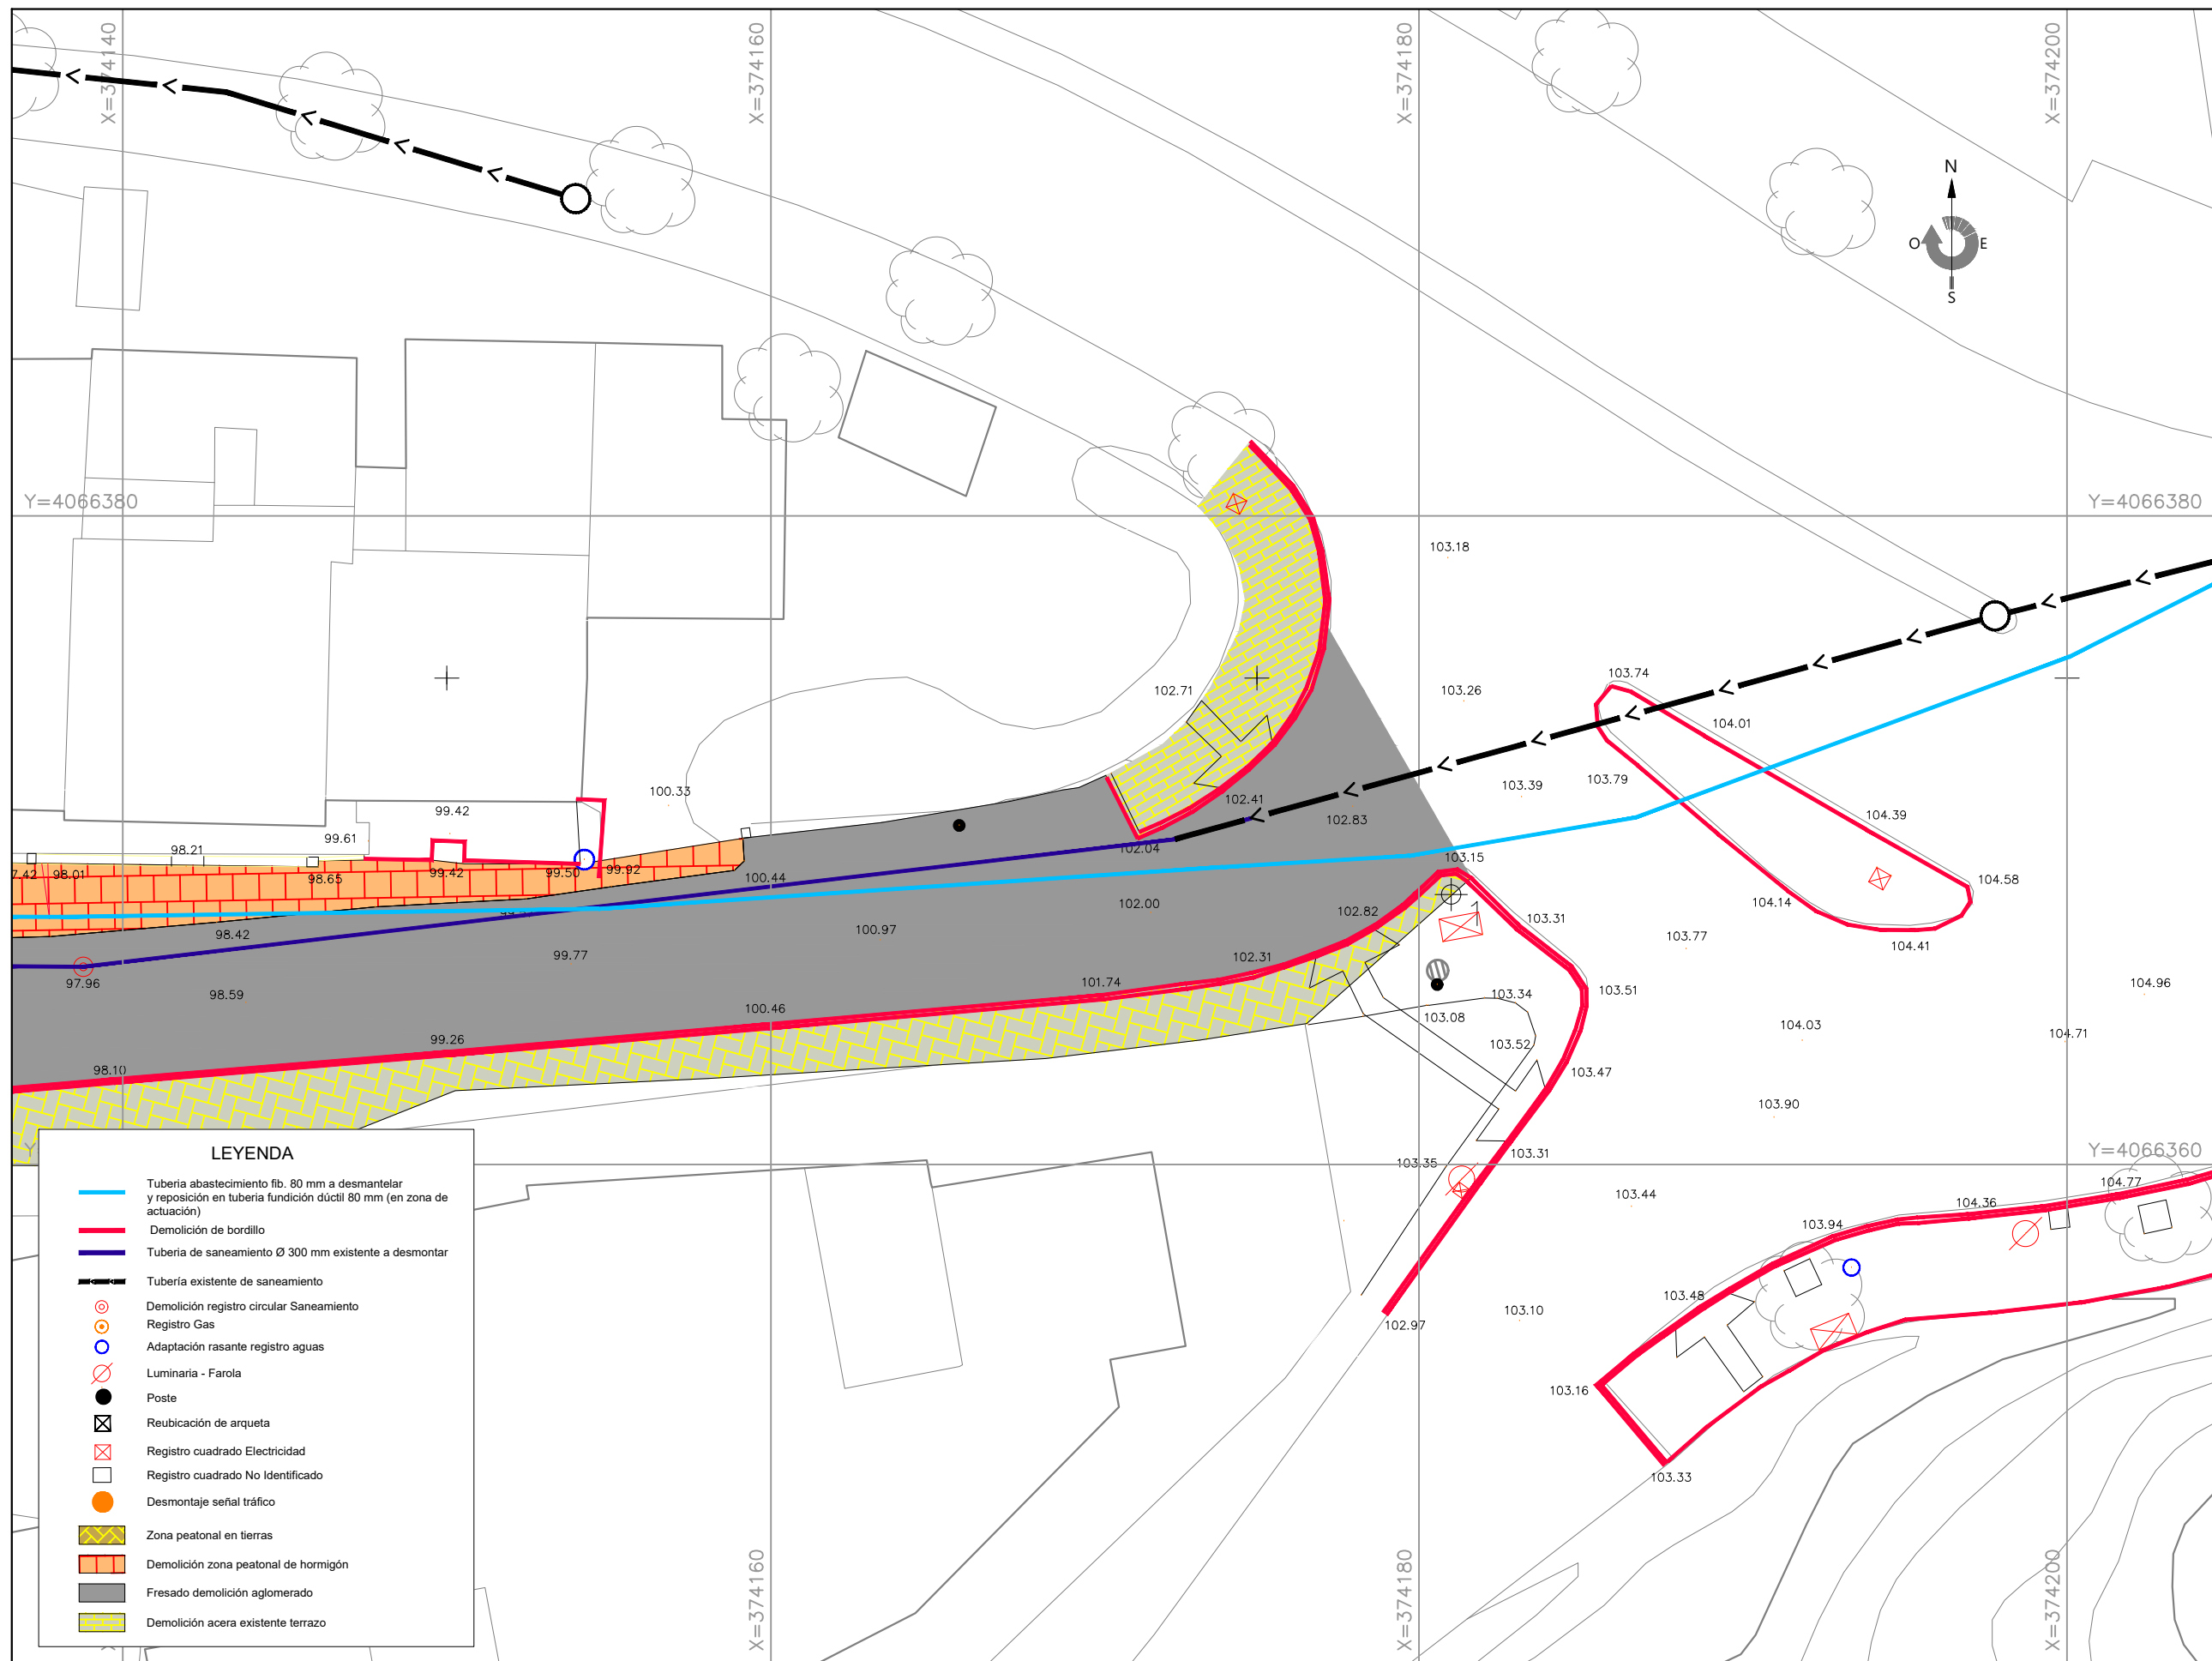 X=374140
X=374160
X=374180
X=374200
N
O
E
S
Y=4066380
Y=4066380
103.18
103.74
103.26
102.71
104.01
103.39
103.79
100.33
102.41
102.83
99.42
99.61
104.39
98.21
102.04
103.15
7.42
98.01
98.65
99.42
99.50
99.92
100.44
104.58
102.00
102.82
103.31
104.14
98.42
99.77
100.97
103.77
104.41
102.31
97.96
98.59
101.74
103.34
103.51
104.96
100.46
103.08
104.03
104.71
99.26
103.52
98.10
103.47
103.90
1
Y=4066360
103.31
103.35
103.44
104.77
104.36
103.94
103.48
103.10
102.97
103.16
103.33
LEYENDA
Tuberia abastecimiento fib. 80 mm a desmantelar
y reposición en tuberia fundición dúctil 80 mm (en zona de
actuación)
Demolición de bordillo
Tuberia de saneamiento Ø 300 mm existente a desmontar
Tubería existente de saneamiento
Demolición registro circular Saneamiento
Registro Gas
Adaptación rasante registro aguas
Luminaria - Farola
Poste
Reubicación de arqueta
Registro cuadrado Electricidad
Registro cuadrado No Identificado
Desmontaje señal tráfico
Zona peatonal en tierras
Demolición zona peatonal de hormigón
Fresado demolición aglomerado
Demolición acera existente terrazo
X=374160
X=374180
X=374200